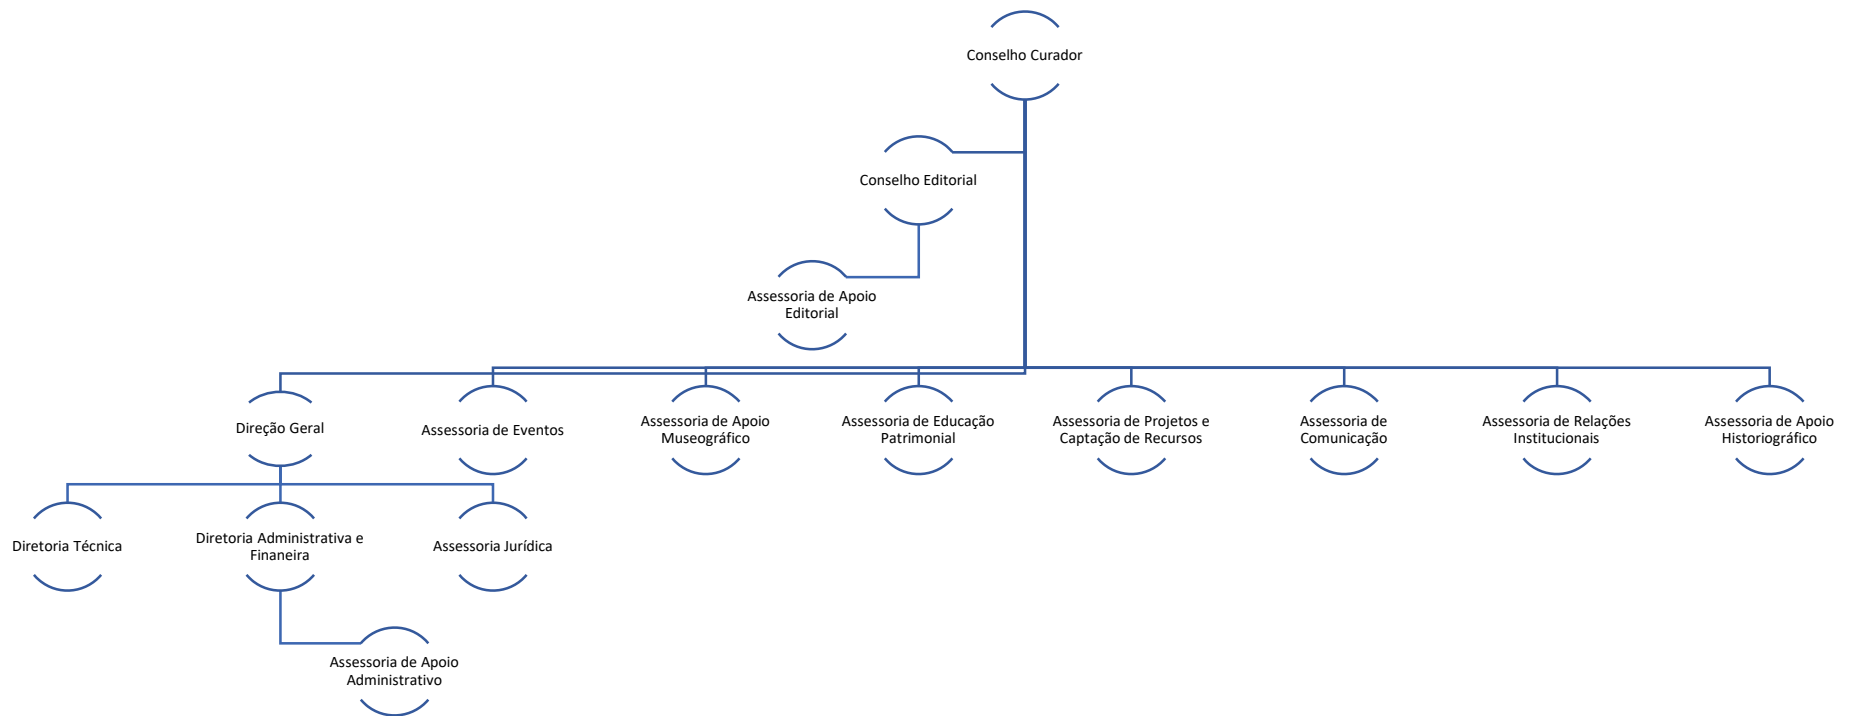 Conselho Curador
Conselho Editorial
Assessoria de Apoio
Editorial
Direção Geral
Assessoria de Eventos
Assessoria de Apoio
Museográfico
Assessoria de Educação
Patrimonial
Assessoria de Projetos e
Captação de Recursos
Assessoria de
Comunicação
Assessoria de Relações
Institucionais
Assessoria de Apoio
Historiográfico
Diretoria Técnica
Diretoria Administrativa e
Finaneira
Assessoria Jurídica
Assessoria de Apoio
Administrativo